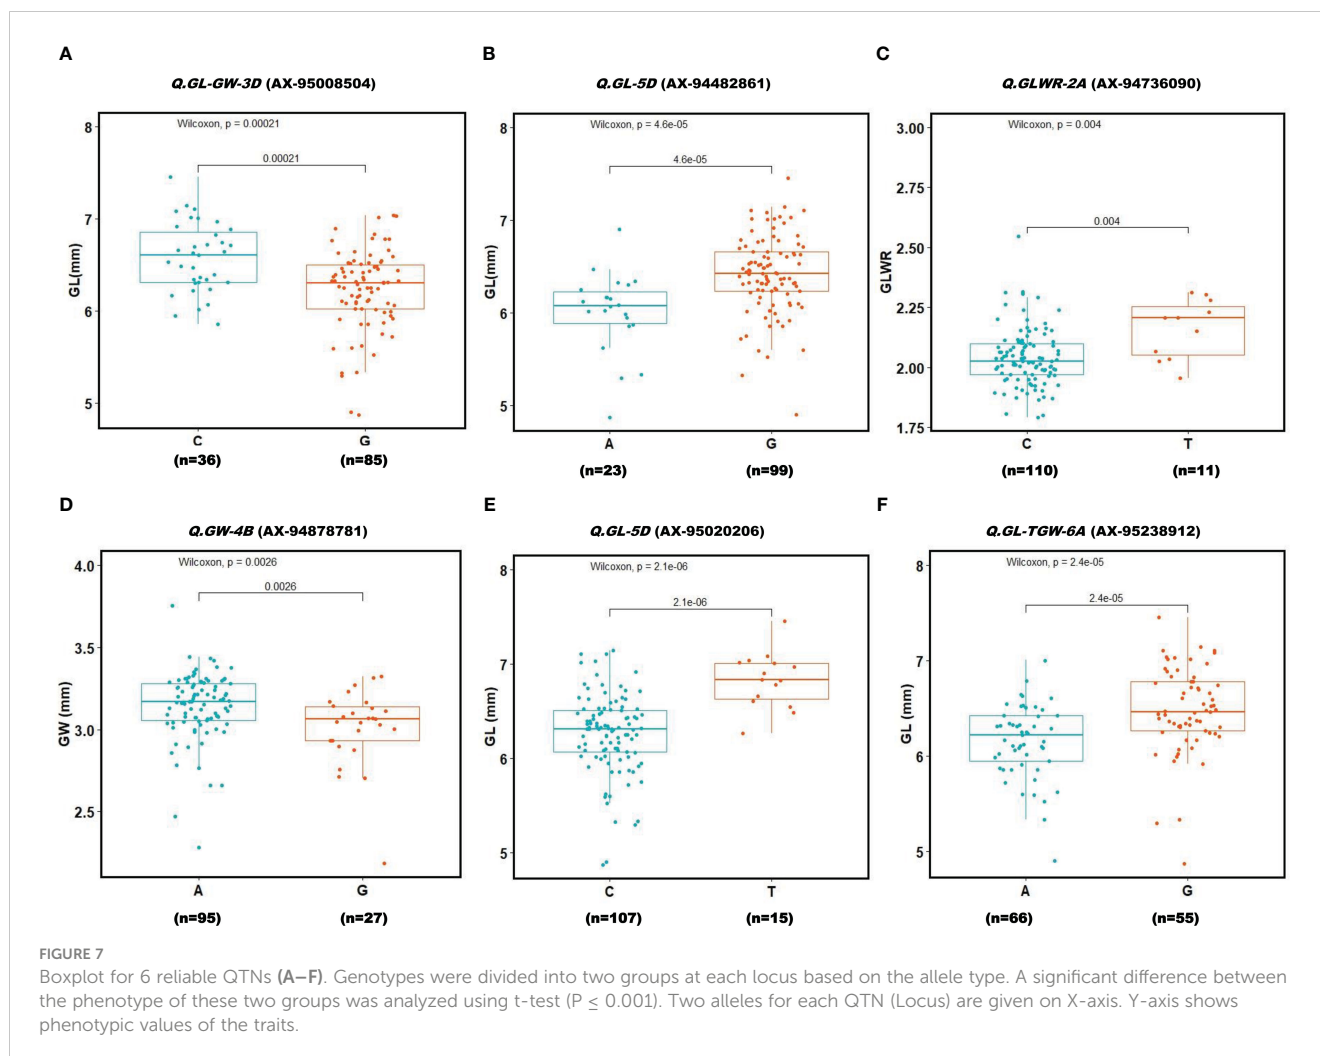 A
Q.GL-GW-3D (AX-95008504)
Wilcoxon, p = 0.00021
0.00021
8
7
6
5
GL(mm)
C
G
(n=36)
(n=85)
B
Q.GL-5D (AX-94482861)
Wilcoxon, p = 4.6e-05
4.6e-05
8
7
6
5
GL(mm)
A
G
(n=23)
(n=99)
C
Q.GLWR-2A (AX-94736090)
Wilcoxon, p = 0.004
0.004
3.00
2.75
2.50
2.25
2.00
1.75
GLWR
C
T
(n=110)
(n=11)
D
Q.GW-4B (AX-94878781)
Wilcoxon, p = 0.0026
0.0026
4.0
3.5
3.0
2.5
GW (mm)
A
G
(n=95)
(n=27)
E
Q.GL-5D (AX-95020206)
Wilcoxon, p = 2.1e-06
2.1e-06
8
7
6
5
GL (mm)
C
T
(n=107)
(n=15)
F
Q.GL-TGW-6A (AX-95238912)
Wilcoxon, p = 2.4e-05
2.4e-05
8
7
6
5
GL (mm)
A
G
(n=66)
(n=55)
FIGURE 7
Boxplot for 6 reliable QTNs (A–F). Genotypes were divided into two groups at each locus based on the allele type. A significant difference between
the phenotype of these two groups was analyzed using t-test (P ≤ 0.001). Two alleles for each QTN (Locus) are given on X-axis. Y-axis shows
phenotypic values of the traits.